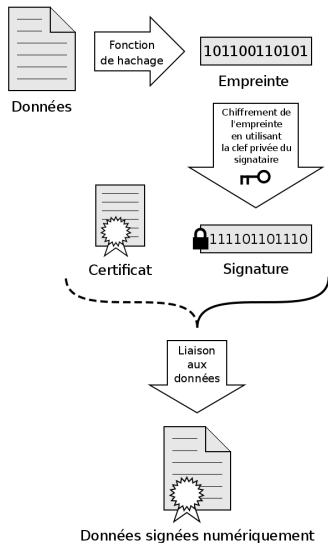 Fonction
de hachage
101100110101
Données
Empreinte
Chiffrement de
l'empreinte
en utilisant
la clef privée du
signataire
111101101110
Certificat
Signature
Liaison
aux
données
Données signées numériquement